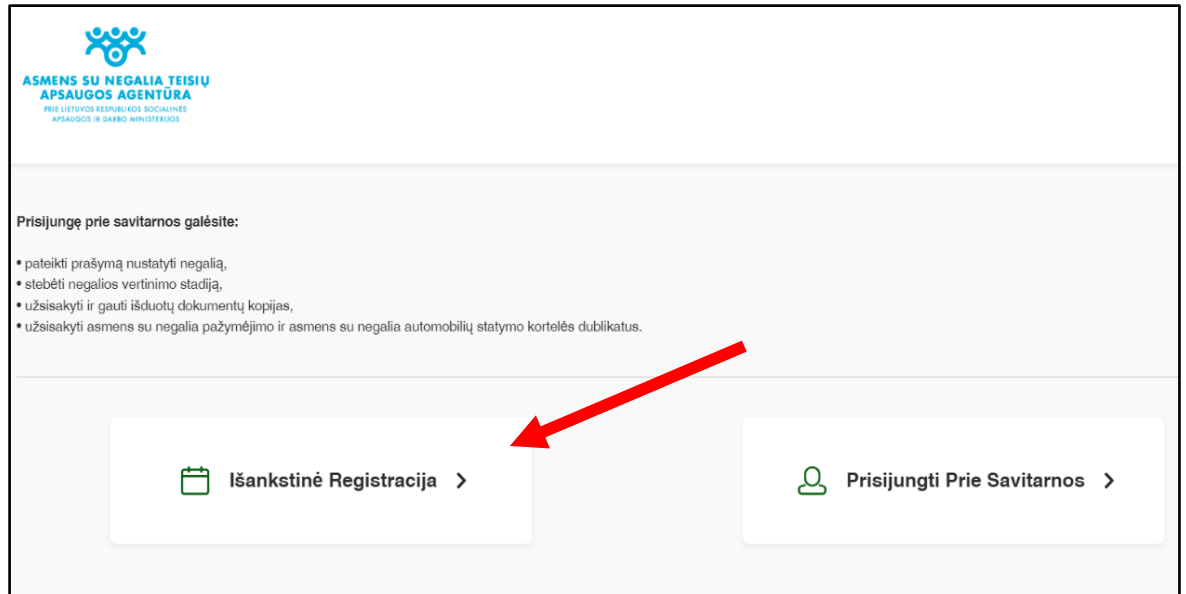 ASMENS SU NEGALIA TEISIŲ
APSAUGOS AGENTŪRA
PRIE LIETUVOS RESPUBLIKOS SOCIALINĖS
APSAUGOS IR DARBO MINISTERIJOS
Prisijungę prie savitarnos galėsite:
• pateikti prašymą nustatyti negalią,
• stebėti negalios vertinimo stadiją,
• užsisakyti ir gauti išduotų dokumentų kopijas,
• užsisakyti asmens su negalia pažymėjimo ir asmens su negalia automobilių statymo kortelės dublikatus.
Išankstinė Registracija >
Prisijungti Prie Savitarnos >